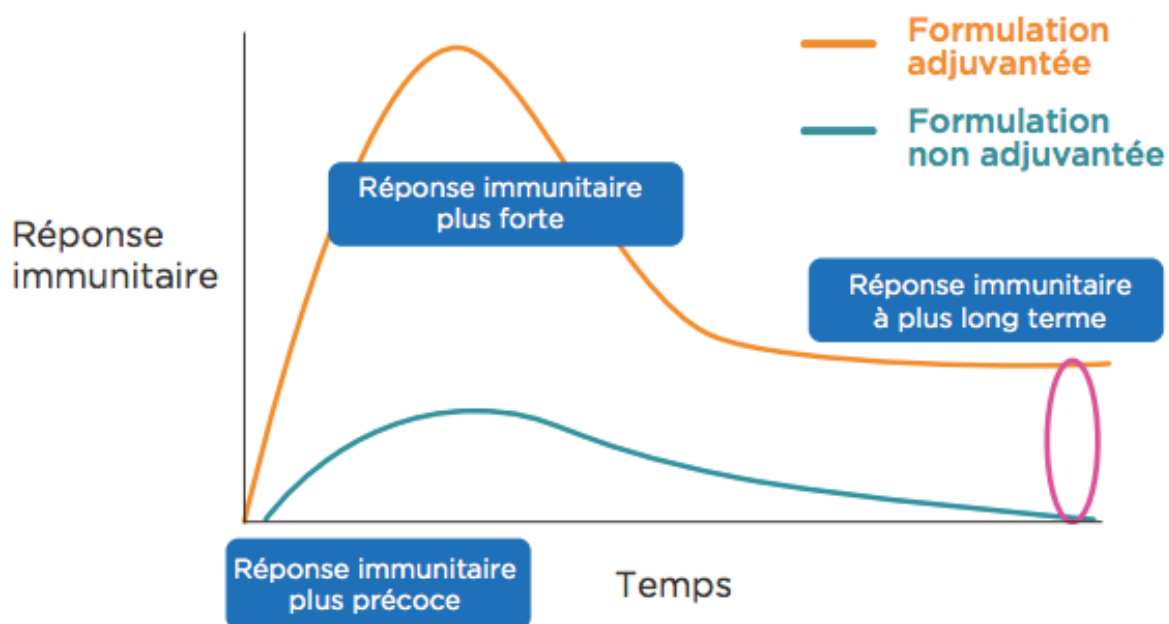 Formulation
adjuvantée
Formulation
non adjuvantée
Réponse immunitaire
plus forte
Réponse
immunitaire
Réponse immunitaire
à plus long terme
Réponse immunitaire
plus précoce
Temps